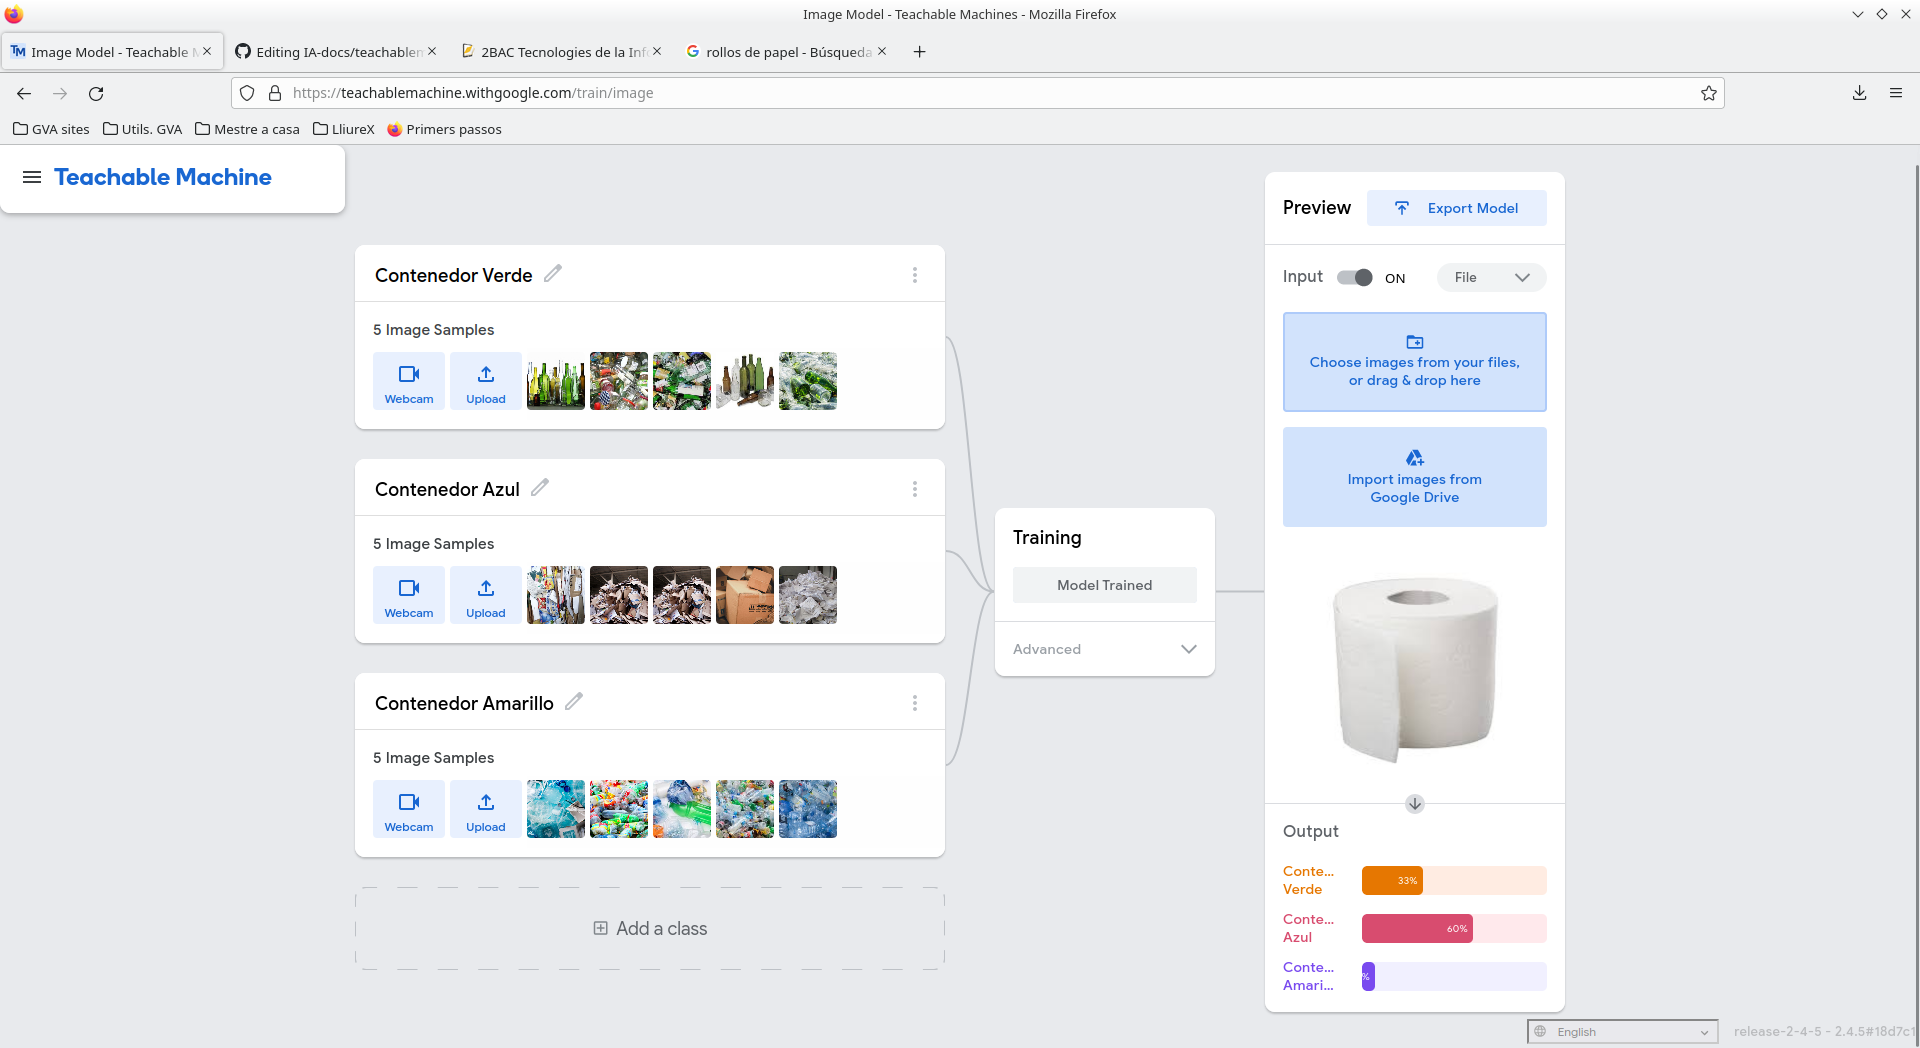 Image Model - Teachable Machines - Mozilla Firefox
Image Model - Teachable
Editing IA-docs/teachablem
2BAC Tecnologies de la Info
rollos de papel - Búsqueda
https://teachablemachine.withgoogle.com/train/image
GVA sites
Utils. GVA
Mestre a casa
LliureX
Primers passos
Teachable Machine
Contenedor Verde
5 Image Samples
Webcam
Upload
Contenedor Azul
5 Image Samples
Webcam
Upload
Contenedor Amarillo
5 Image Samples
Webcam
Upload
Add a class
Training
Model Trained
Advanced
Preview
Export Model
Input
ON
File
Choose images from your files,
or drag & drop here
Import images from
Google Drive
Output
Conte...
Verde
33%
Conte...
Azul
60%
Conte...
Amari...
%
English
release-2-4-5 - 2.4.5#18d7c1